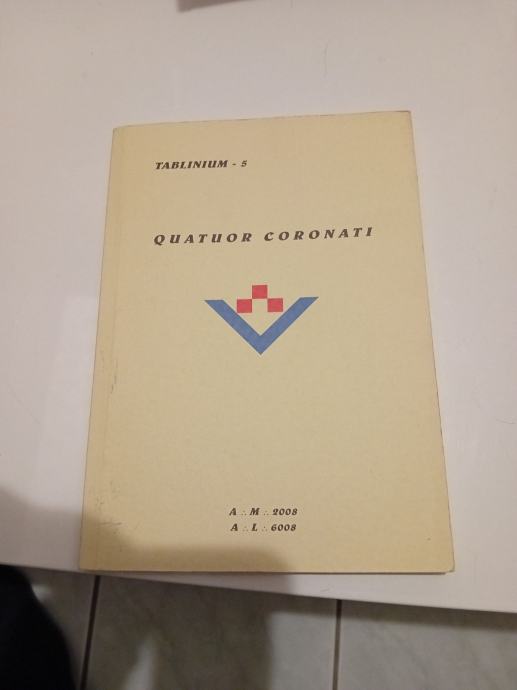 TABLINIUM - 5
QUATUOR CORONATI
A ∴ M ∴ 2008
A ∴ L ∴ 6008